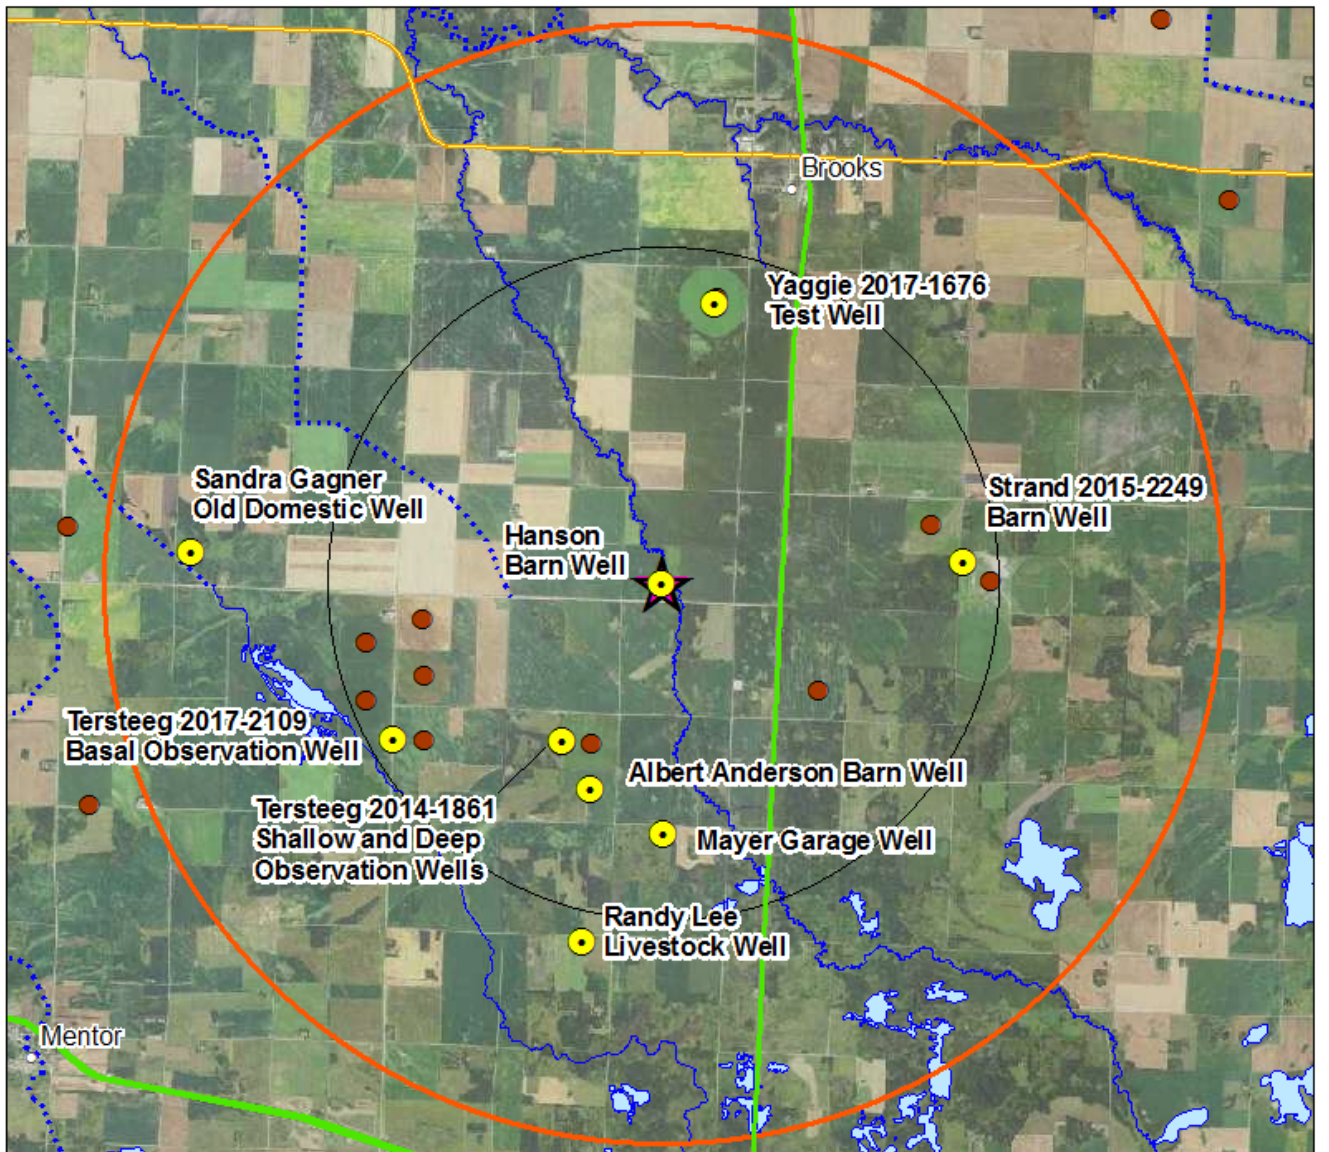 Brooks
Yaggie 2017-1676
Test Well
Sandra Gagner
Old Domestic Well
Strand 2015-2249
Barn Well
Hanson
Barn Well
Tersteeg 2017-2109
Basal Observation Well
Albert Anderson Barn Well
Tersteeg 2014-1861
Shallow and Deep
Observation Wells
Mayer Garage Well
Randy Lee
Livestock Well
Mentor